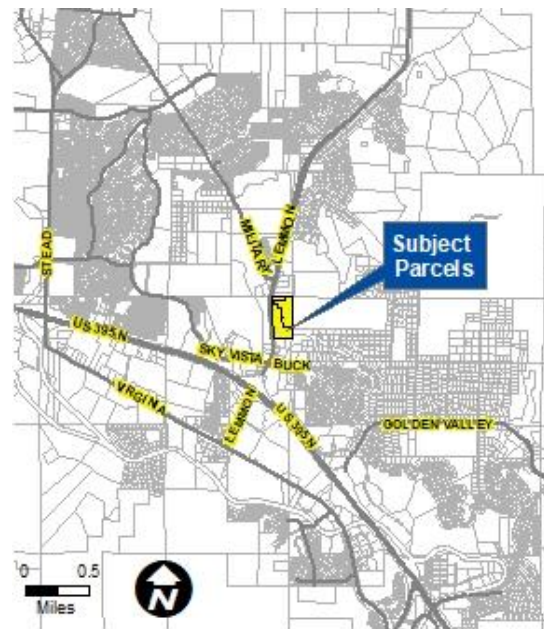 MILITARY
LEMMON
STEAD
Subject
Parcels
US 395 N
SKY VISTA
BUCK
VIRGINIA
LEMMON
US 395 N
GOLDEN VALLEY
0 0.5
Miles
N